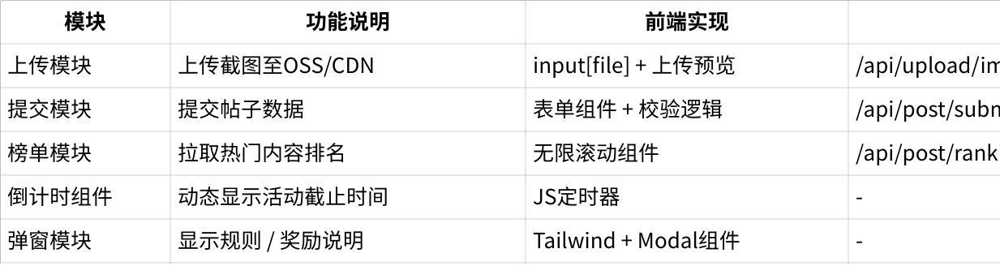 模块 功能说明 前端实现
上传模块 上传截图至OSS/CDN input[file] + 上传预览 /api/upload/im
提交模块 提交帖子数据 表单组件 + 校验逻辑 /api/post/subm
榜单模块 拉取热门内容排名 无限滚动组件 /api/post/rank
倒计时组件 动态显示活动截止时间 JS定时器 -
弹窗模块 显示规则 / 奖励说明 Tailwind + Modal组件 -